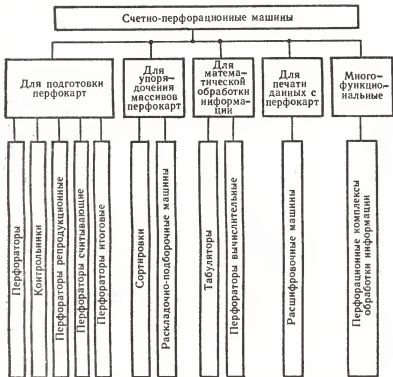 Счетно-перфорационные машины
Для подготовки
перфокарт
Для
упоря-
дочения
массивов
перфокарт
Для
матема-
тической
обработки
информа-
ции
Для
печати
данных с
перфокарт
Много-
функцио-
нальные
Перфораторы
Контрольники
Перфораторы репродукционные
Перфораторы считывающие
Перфораторы итоговые
Сортировки
Раскладочно-подборочные машины
Табуляторы
Перфораторы вычислительные
Расшифровочные машины
Перфорационные комплексы
обработки информации